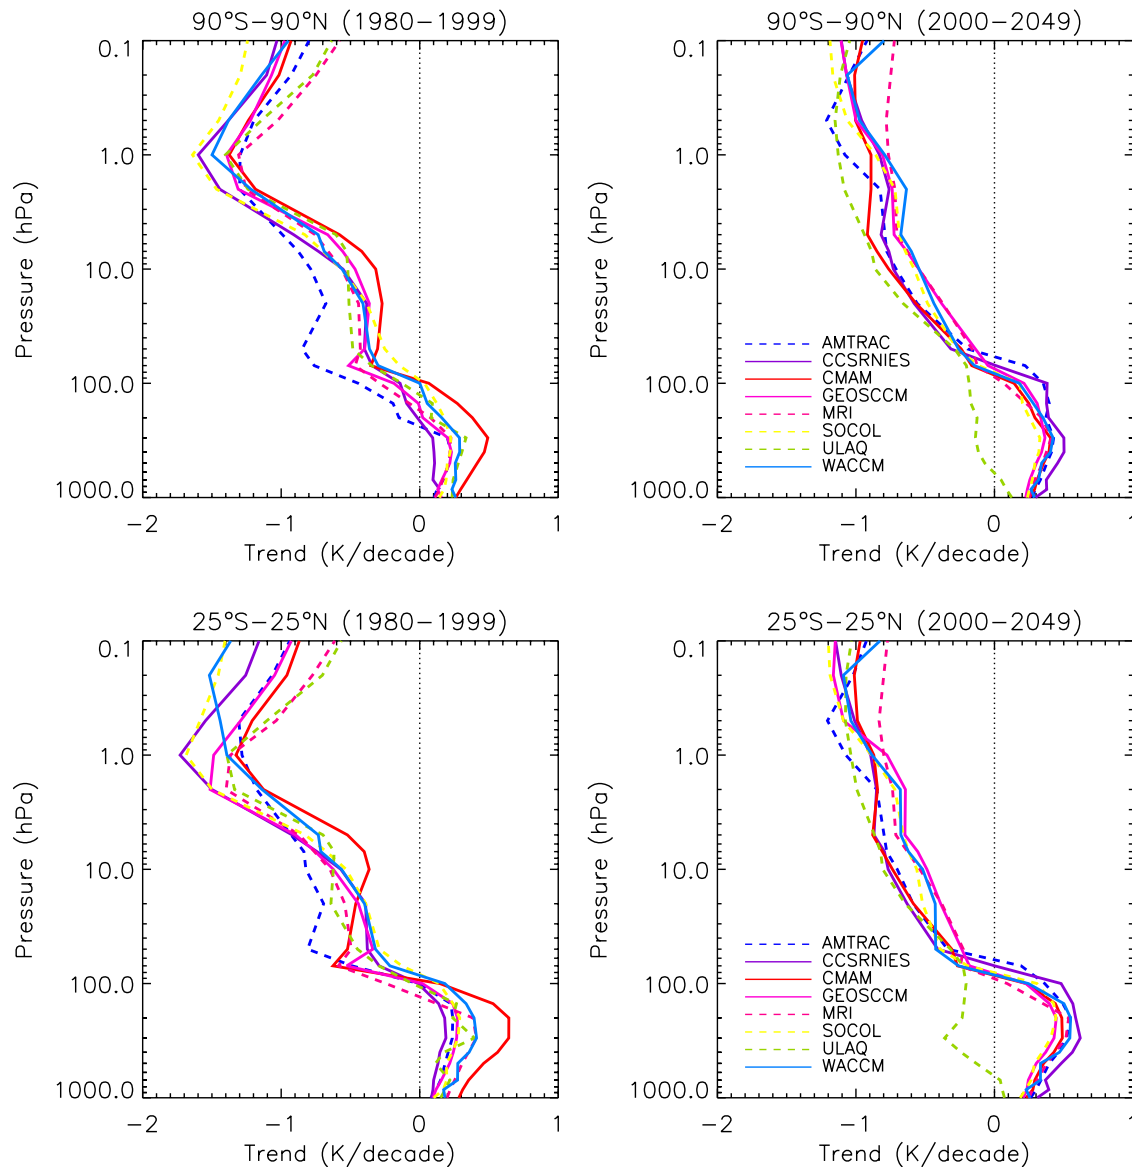 90°S−90°N (1980−1999)
0.1
1.0
10.0
100.0
1000.0
Pressure (hPa)
−2
−1
0
1
Trend (K/decade)
90°S−90°N (2000−2049)
0.1
1.0
10.0
100.0
1000.0
Pressure (hPa)
AMTRAC
CCSRNIES
CMAM
GEOSCCM
MRI
SOCOL
ULAQ
WACCM
−2
−1
0
1
Trend (K/decade)
25°S−25°N (1980−1999)
0.1
1.0
10.0
100.0
1000.0
Pressure (hPa)
−2
−1
0
1
Trend (K/decade)
25°S−25°N (2000−2049)
0.1
1.0
10.0
100.0
1000.0
Pressure (hPa)
AMTRAC
CCSRNIES
CMAM
GEOSCCM
MRI
SOCOL
ULAQ
WACCM
−2
−1
0
1
Trend (K/decade)